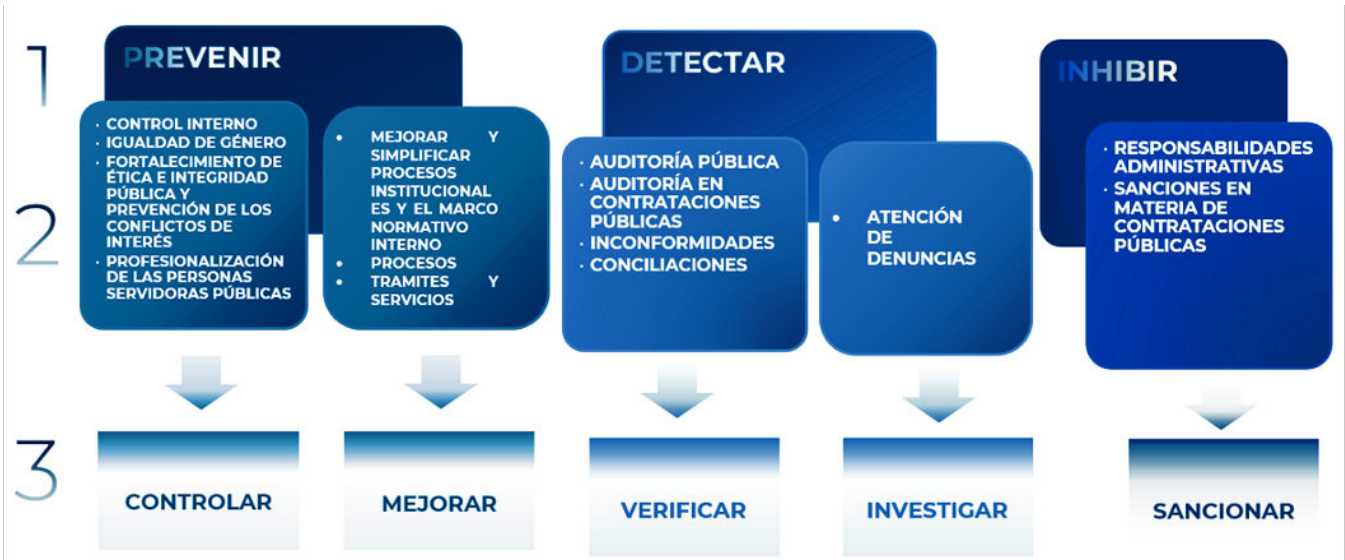 1
PREVENIR
· CONTROL INTERNO
· IGUALDAD DE GÉNERO
· FORTALECIMIENTO DE
ÉTICA E INTEGRIDAD
PÚBLICA Y
PREVENCIÓN DE LOS
CONFLICTOS DE
INTERÉS
· PROFESIONALIZACIÓN
DE LAS PERSONAS
SERVIDORAS PÚBLICAS
• MEJORAR Y
SIMPLIFICAR
PROCESOS
INSTITUCIONAL
ES Y EL MARCO
NORMATIVO
INTERNO
• PROCESOS
• TRAMITES Y
SERVICIOS
DETECTAR
· AUDITORÍA PÚBLICA
· AUDITORÍA EN
CONTRATACIONES
PÚBLICAS
· INCONFORMIDADES
· CONCILIACIONES
• ATENCIÓN
DE
DENUNCIAS
INHIBIR
· RESPONSABILIDADES
ADMINISTRATIVAS
· SANCIONES EN
MATERIA DE
CONTRATACIONES
PÚBLICAS
2
3
CONTROLAR
MEJORAR
VERIFICAR
INVESTIGAR
SANCIONAR